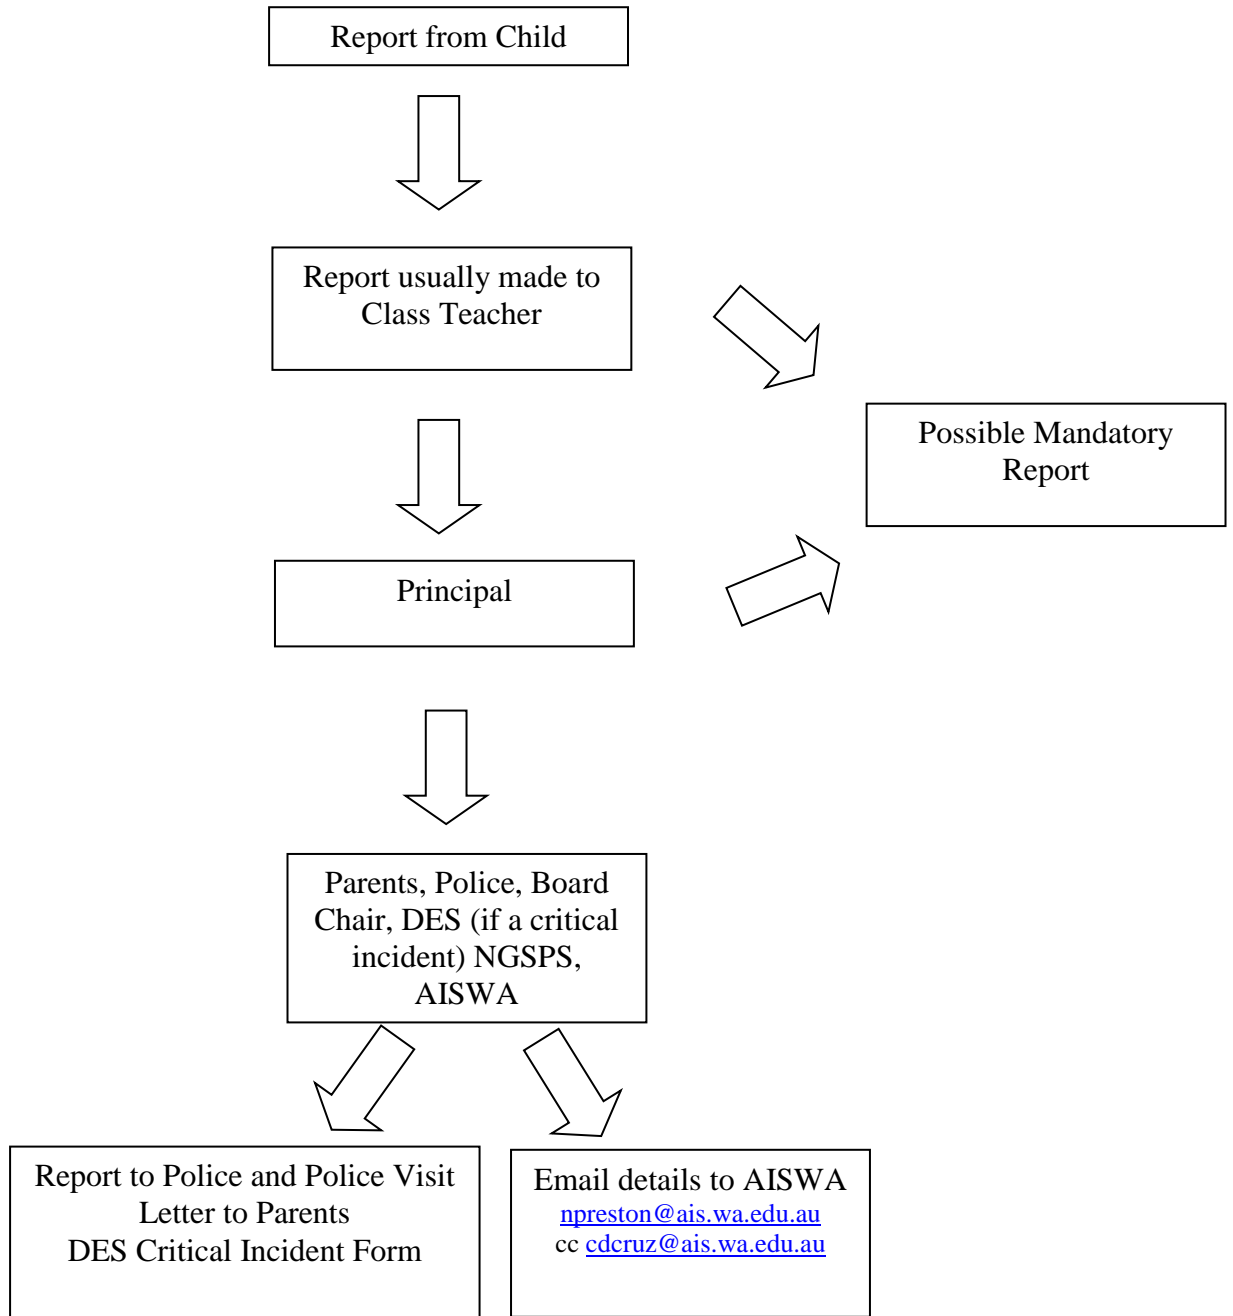 Report from Child
Report usually made to
Class Teacher
Possible Mandatory
Report
Principal
Parents, Police, Board
Chair, DES (if a critical
incident) NGSPS,
AISWA
Report to Police and Police Visit
Letter to Parents
DES Critical Incident Form
Email details to AISWA
npreston@ais.wa.edu.au
cc cdcruz@ais.wa.edu.au